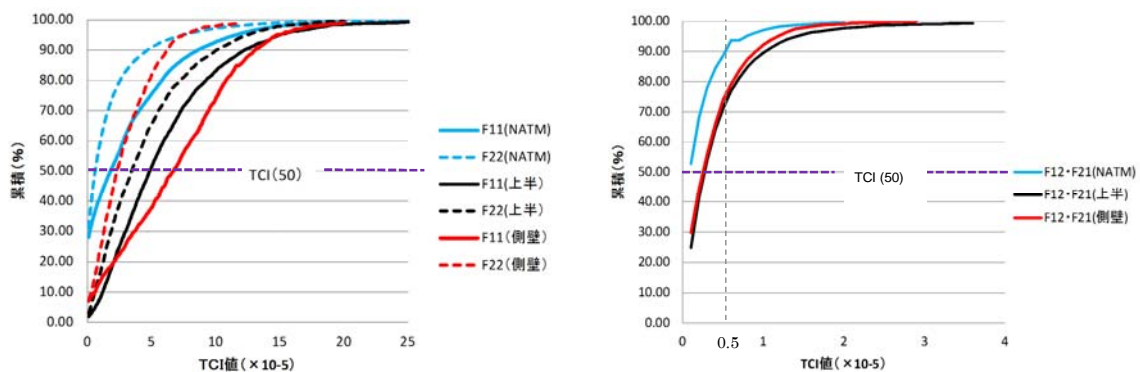 100.00
90.00
80.00
70.00
60.00
50.00
40.00
30.00
20.00
10.00
0.00
累積(%)
TCI(50)
0
5
10
15
20
25
TCI値(×10-5)
F11(NATM)
F22(NATM)
F11(上半)
F22(上半)
F11(側壁)
F22(側壁)
100.00
90.00
80.00
70.00
60.00
50.00
40.00
30.00
20.00
10.00
0.00
累積(%)
TCI (50)
0
0.5
1
2
3
4
TCI値(×10-5)
F12・F21(NATM)
F12・F21(上半)
F12・F21(側壁)